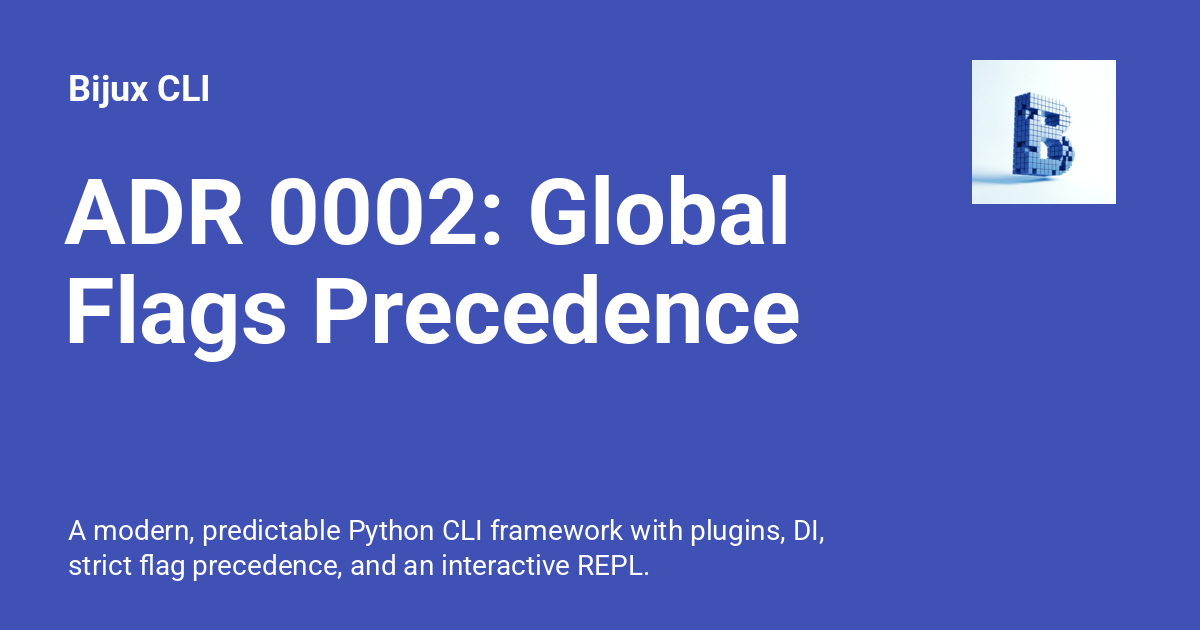 Bijux CLI
ADR 0002: Global
Flags Precedence
A modern, predictable Python CLI framework with plugins, DI,
strict flag precedence, and an interactive REPL.
B